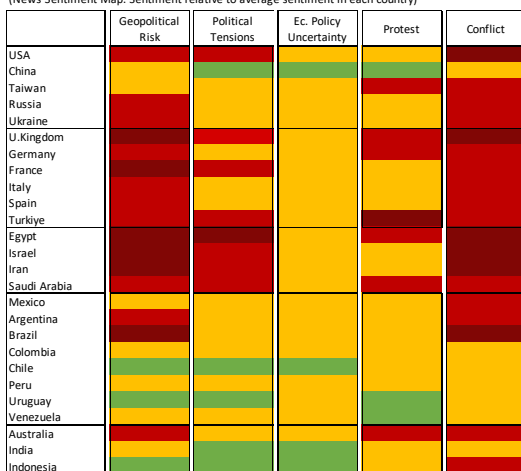 (News Sentiment Map: Sentiment relative to average sentiment in each country)
Geopolitical Risk
Political Tensions
Ec. Policy Uncertainty
Protest
Conflict
USA
China
Taiwan
Russia
Ukraine
U.Kingdom
Germany
France
Italy
Spain
Turkiye
Egypt
Israel
Iran
Saudi Arabia
Mexico
Argentina
Brazil
Colombia
Chile
Peru
Uruguay
Venezuela
Australia
India
Indonesia